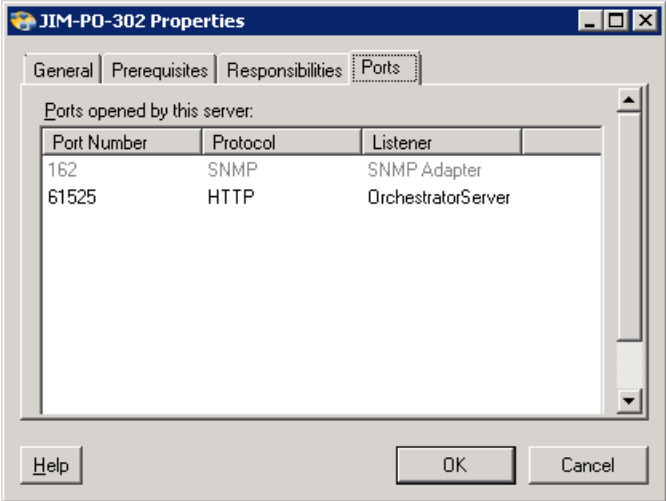 JIM-PO-302 Properties
General Prerequisites Responsibilities Ports
Ports opened by this server:
Port Number Protocol Listener
162 SNMP SNMP Adapter
61525 HTTP OrchestratorServer
Help OK Cancel